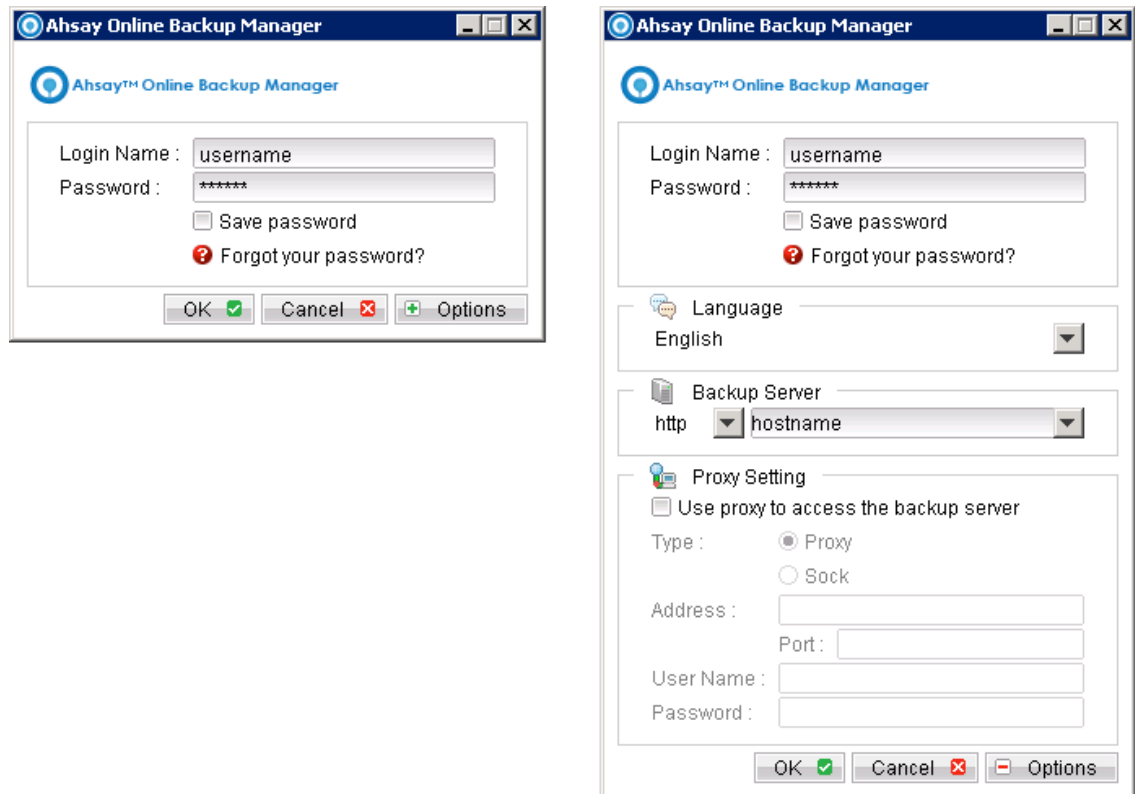 Ahsay Online Backup Manager
Ahsay™ Online Backup Manager
Login Name : username
Password : ******
Save password
Forgot your password?
OK Cancel Options
Ahsay Online Backup Manager
Ahsay™ Online Backup Manager
Login Name : username
Password : ******
Save password
Forgot your password?
Language
English
Backup Server
http hostname
Proxy Setting
Use proxy to access the backup server
Type : Proxy
Sock
Address :
Port :
User Name :
Password :
OK Cancel Options